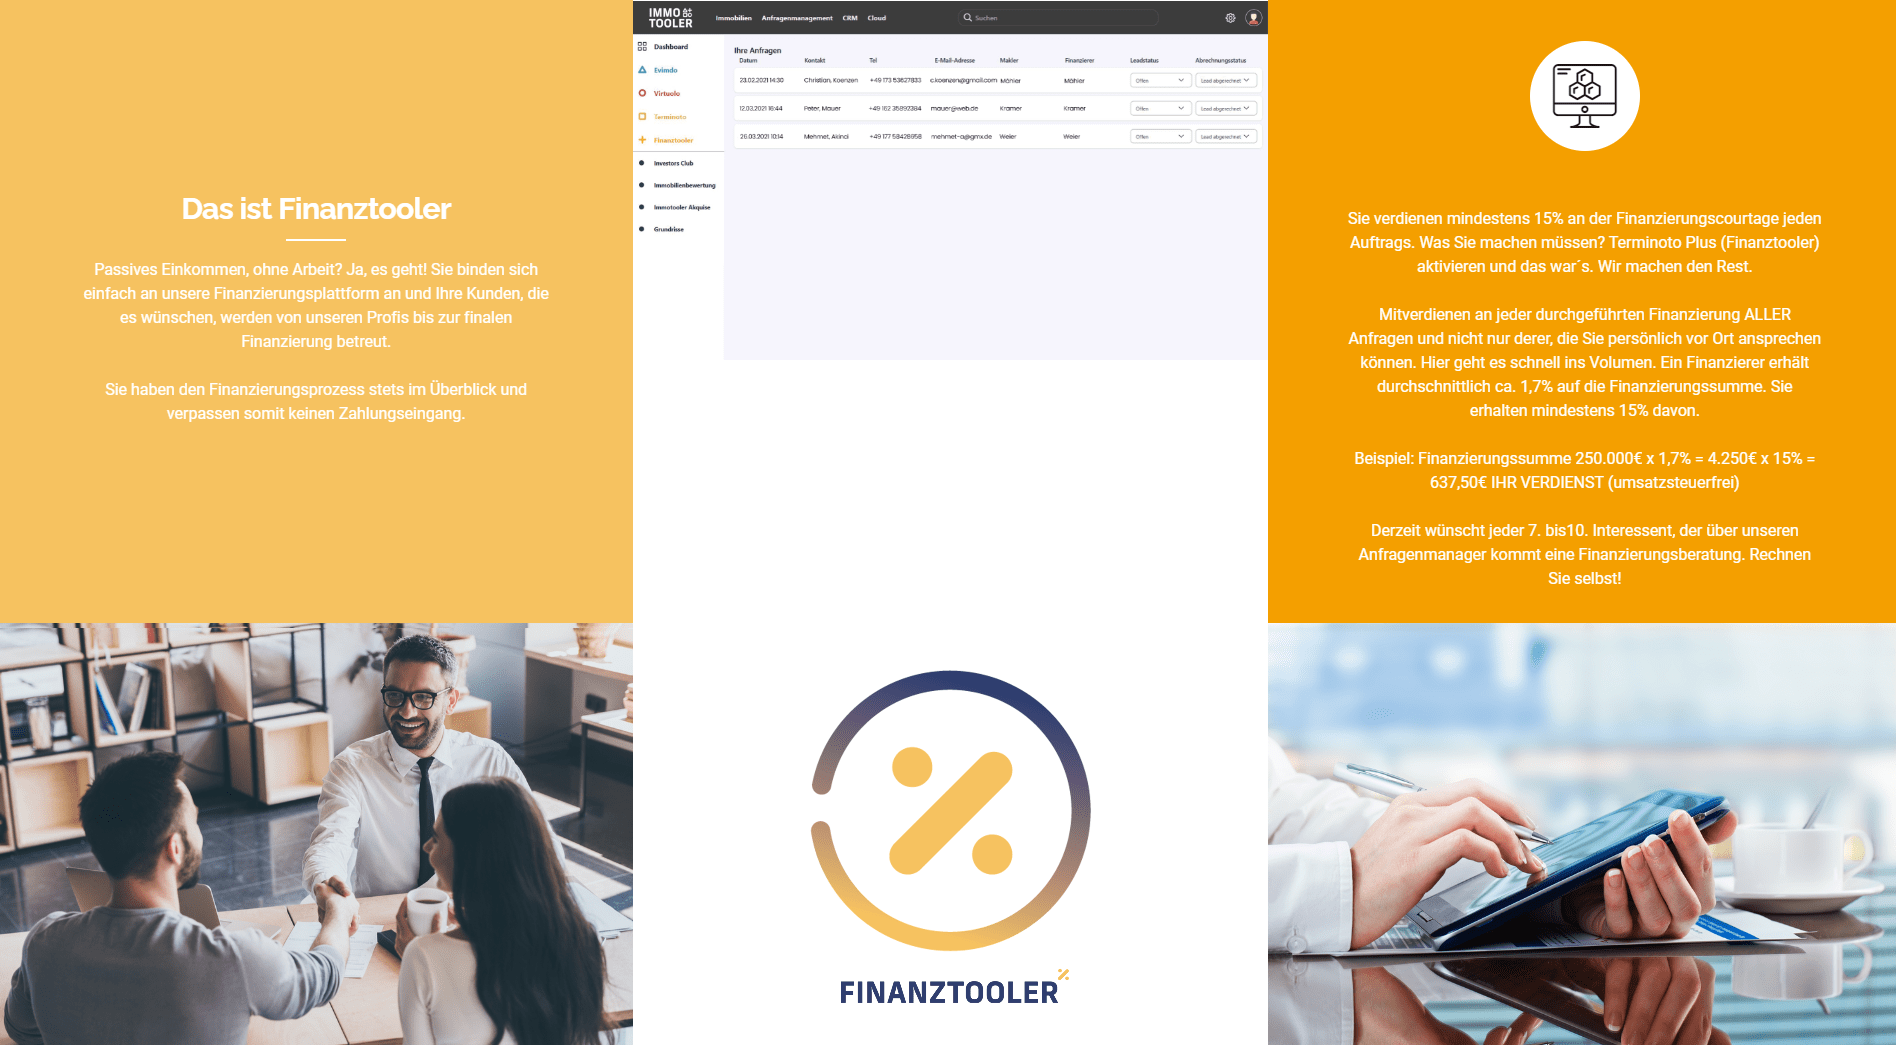 Das ist Finanztooler
Passives Einkommen, ohne Arbeit? Ja, es geht! Sie binden sich
einfach an unsere Finanzierungsplattform an und Ihre Kunden, die
es wünschen, werden von unseren Profis bis zur finalen
Finanzierung betreut.
Sie haben den Finanzierungsprozess stets im Überblick und
verpassen somit keinen Zahlungseingang.
IMMO
TOOLER
Immobilien Anfragenmanagement CRM Cloud Suchen
Dashboard
Evimdo
Virtuolo
Terminoto
Finanztooler
Investors Club
Immobilienbewertung
Immotooler Akquise
Grundrisse
Ihre Anfragen
Datum Kontakt Tel E-Mail-Adresse Makler Finanzierer Leadstatus Abrechnungsstatus
23.02.2021 14:30 Christian, Koenzen +49 173 53627833 c.koenzen@gmail.com Möhler Möhler Offen Lead abgerechnet
12.03.2021 16:44 Peter, Mauer +49 162 35892384 mauer@web.de Kramer Kramer Offen Lead abgerechnet
26.03.2021 10:14 Mehmet, Akinci +49 177 58428958 mehmet-a@gmx.de Weier Weier Offen Lead abgerechnet
FINANZTOOLER
Sie verdienen mindestens 15% an der Finanzierungscourtage jeden
Auftrags. Was Sie machen müssen? Terminoto Plus (Finanztooler)
aktivieren und das war´s. Wir machen den Rest.
Mitverdienen an jeder durchgeführten Finanzierung ALLER
Anfragen und nicht nur derer, die Sie persönlich vor Ort ansprechen
können. Hier geht es schnell ins Volumen. Ein Finanzierer erhält
durchschnittlich ca. 1,7% auf die Finanzierungssumme. Sie
erhalten mindestens 15% davon.
Beispiel: Finanzierungssumme 250.000€ x 1,7% = 4.250€ x 15% =
637,50€ IHR VERDIENST (umsatzsteuerfrei)
Derzeit wünscht jeder 7. bis10. Interessent, der über unseren
Anfragenmanager kommt eine Finanzierungsberatung. Rechnen
Sie selbst!